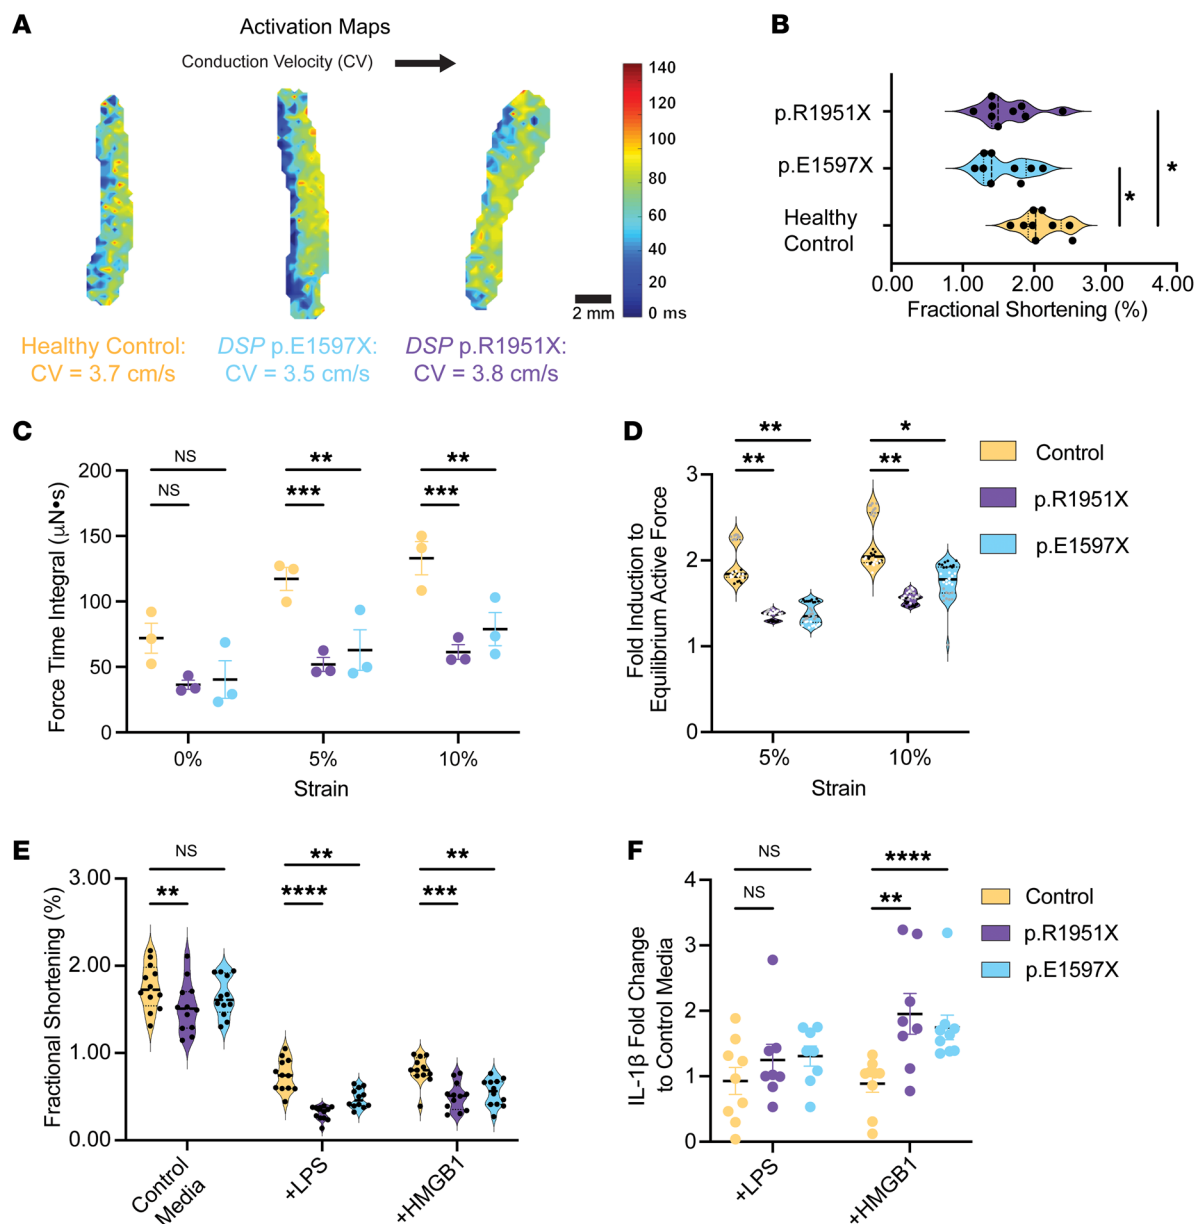 A
Activation Maps
Conduction Velocity (CV)
140
120
100
80
60
40
20
0 ms
2 mm
Healthy Control:
CV = 3.7 cm/s
DSP p.E1597X:
CV = 3.5 cm/s
DSP p.R1951X:
CV = 3.8 cm/s
B
p.R1951X
p.E1597X
Healthy
Control
*
*
0.00 1.00 2.00 3.00 4.00
Fractional Shortening (%)
C
Force Time Integral (µN•s)
200
150
100
50
0
NS
NS
**
***
**
***
0% 5% 10%
Strain
D
Fold Induction to
Equilibrium Active Force
3
2
1
0
**
**
*
**
5% 10%
Strain
Control
p.R1951X
p.E1597X
E
Fractional Shortening (%)
3.00
2.00
1.00
0.00
NS
**
**
****
**
***
Control
Media
+LPS
+HMGB1
F
IL-1β Fold Change
to Control Media
4
3
2
1
0
NS
NS
****
**
+LPS
+HMGB1
Control
p.R1951X
p.E1597X